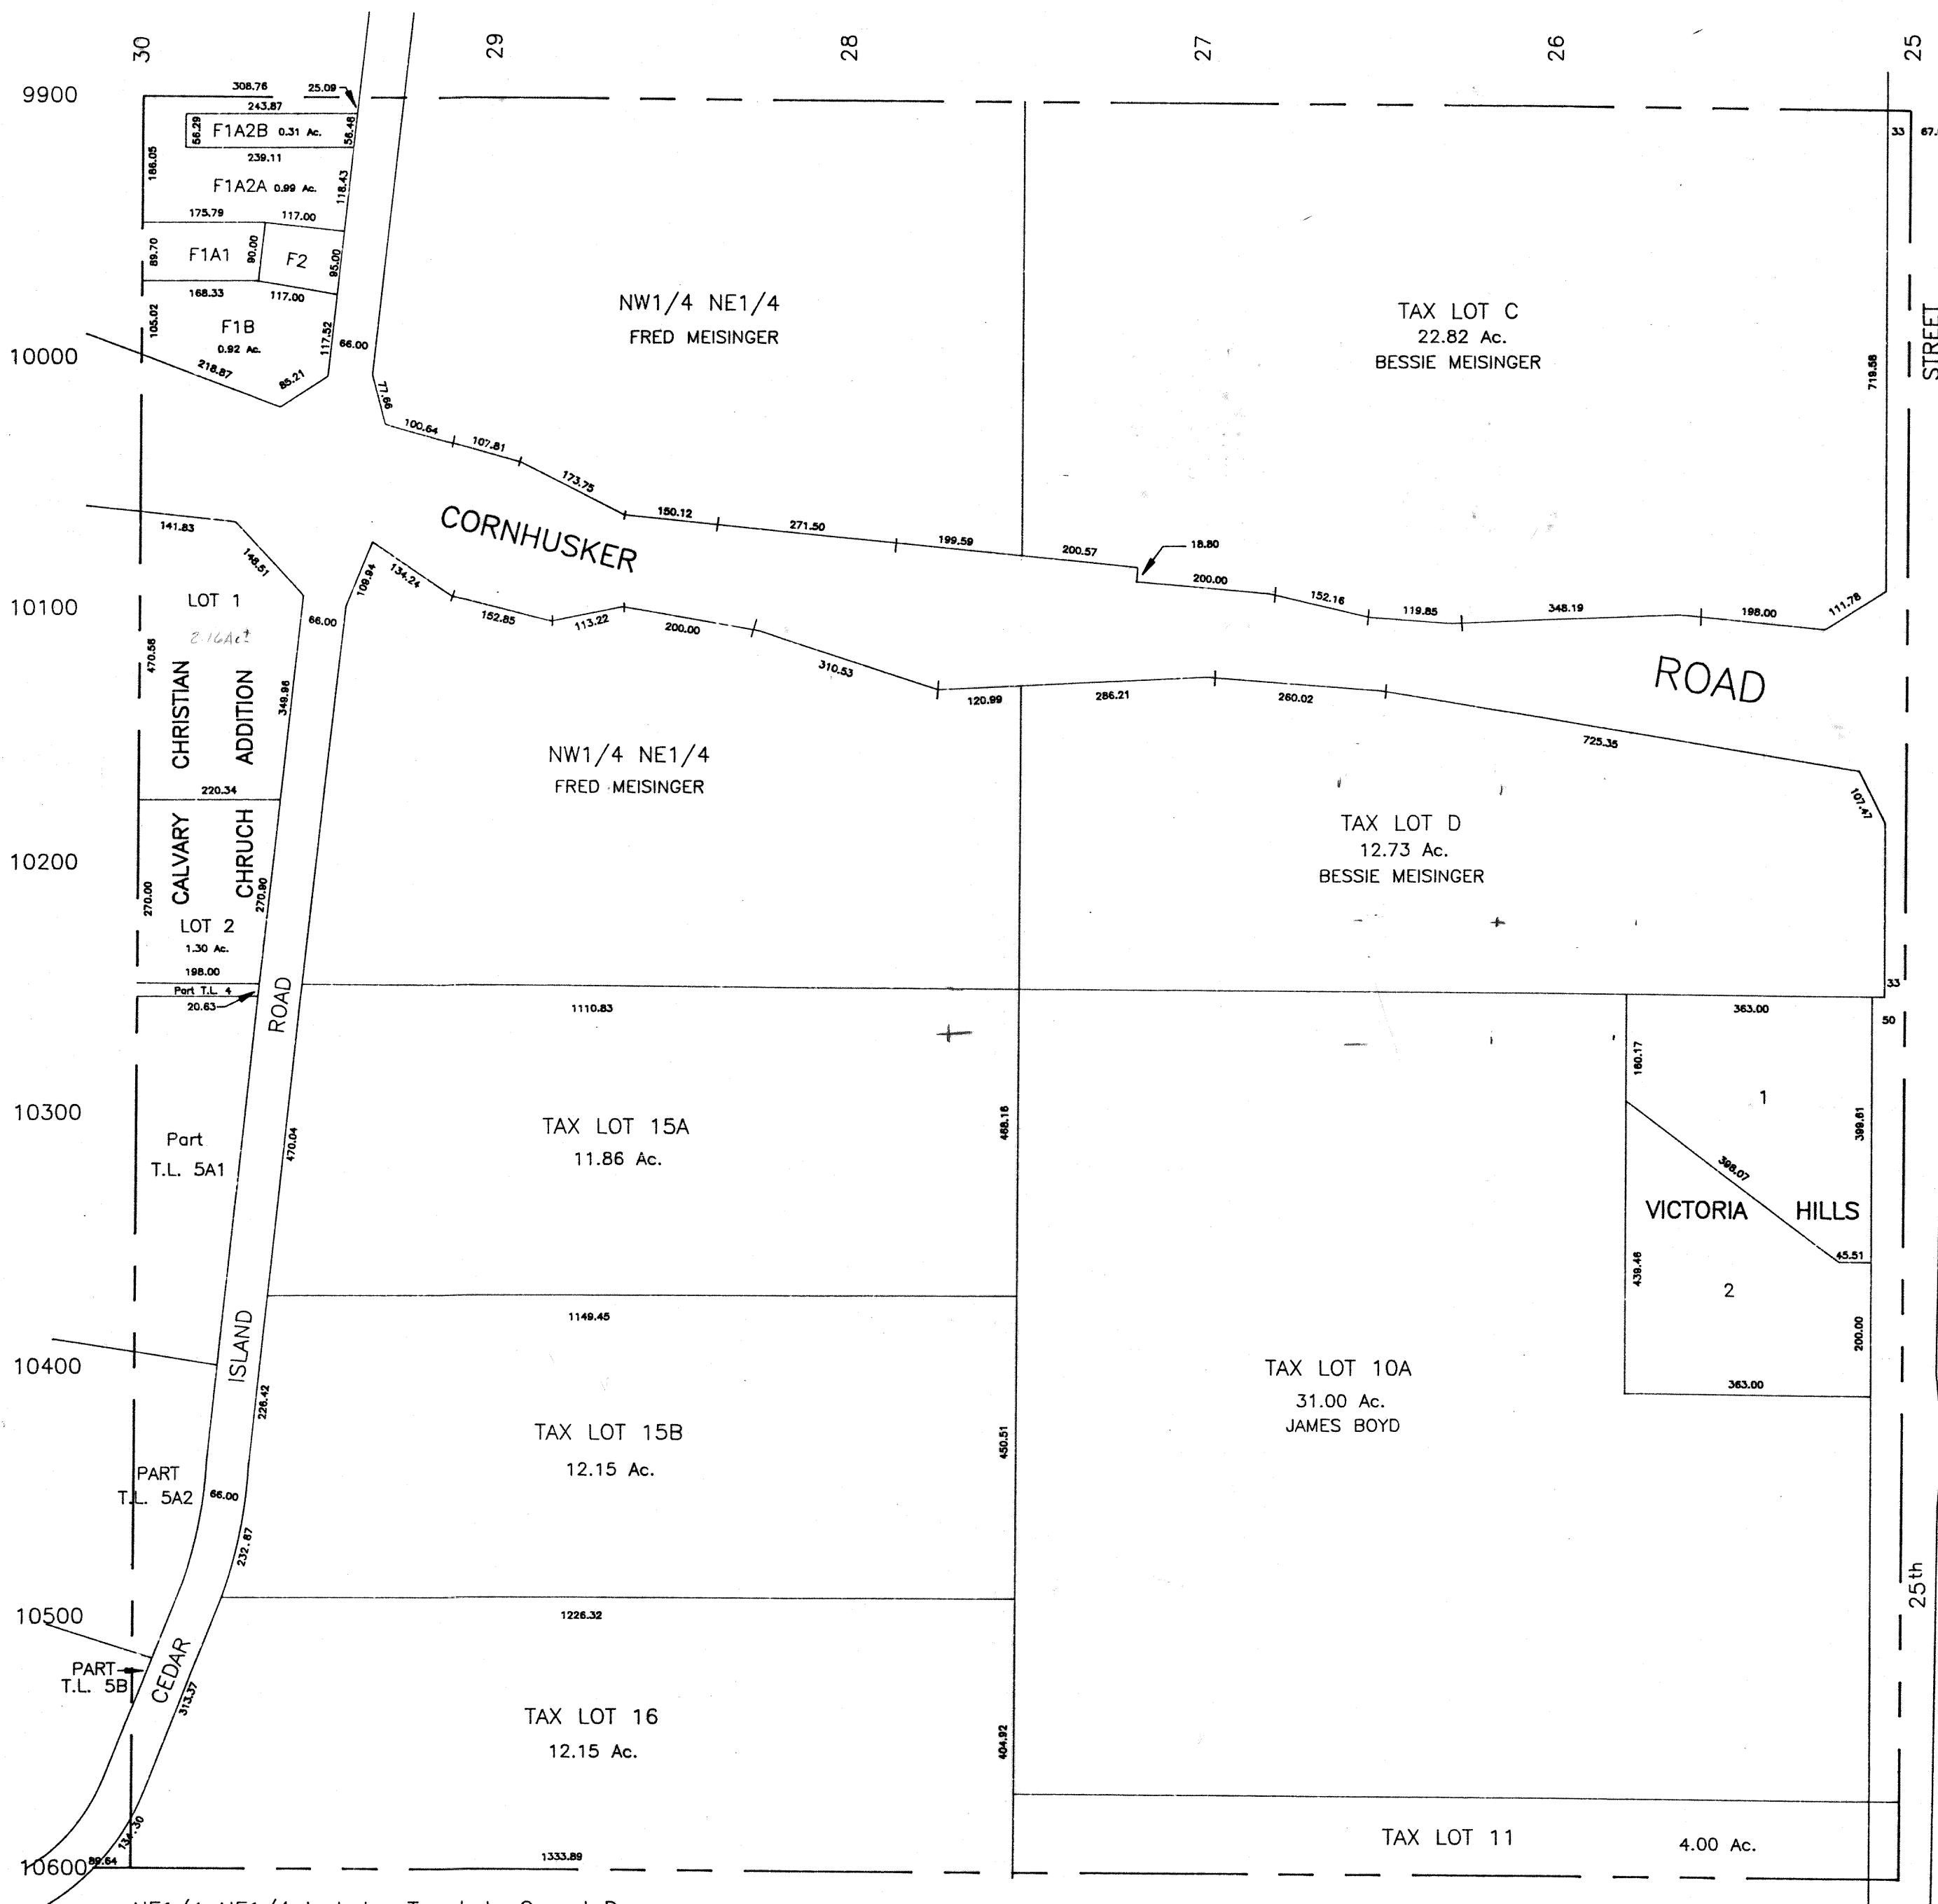 30
29
28
27
26
25
9900
308.76
25.09
243.87
56.29
F1A2B 0.31 Ac.
56.48
33
186.05
239.11
F1A2A 0.99 Ac.
118.43
175.79
117.00
89.70
F1A1
90.00
F2
95.00
168.33
117.00
105.02
F1B
0.92 Ac.
117.52
66.00
218.87
85.21
NW1/4 NE1/4
FRED MEISINGER
TAX LOT C
22.82 Ac.
BESSIE MEISINGER
719.58
STREET
10000
77.66
100.64
107.81
173.75
150.12
271.50
199.59
200.57
18.80
200.00
152.16
119.85
348.19
198.00
111.78
CORNHUSKER
ROAD
141.83
148.51
109.94
134.24
152.85
113.22
200.00
310.53
120.99
286.21
260.02
725.35
107.47
10100
LOT 1
2.16Ac±
66.00
470.58
CHRISTIAN
ADDITION
349.96
220.34
NW1/4 NE1/4
FRED MEISINGER
TAX LOT D
12.73 Ac.
BESSIE MEISINGER
10200
CALVARY
CHRUCH
270.00
270.90
LOT 2
1.30 Ac.
198.00
Part T.L. 4
20.63
ROAD
1110.83
33
363.00
50
10300
Part
T.L. 5A1
470.04
TAX LOT 15A
11.86 Ac.
468.16
160.17
1
399.61
398.07
VICTORIA HILLS
45.51
439.46
2
200.00
363.00
1149.45
10400
ISLAND
226.42
TAX LOT 15B
12.15 Ac.
450.51
TAX LOT 10A
31.00 Ac.
JAMES BOYD
PART
T.L. 5A2
66.00
232.87
10500
1226.32
25th
PART
T.L. 5B
CEDAR
313.37
TAX LOT 16
12.15 Ac.
404.92
TAX LOT 11 4.00 Ac.
134.30
10600
89.64
1333.89